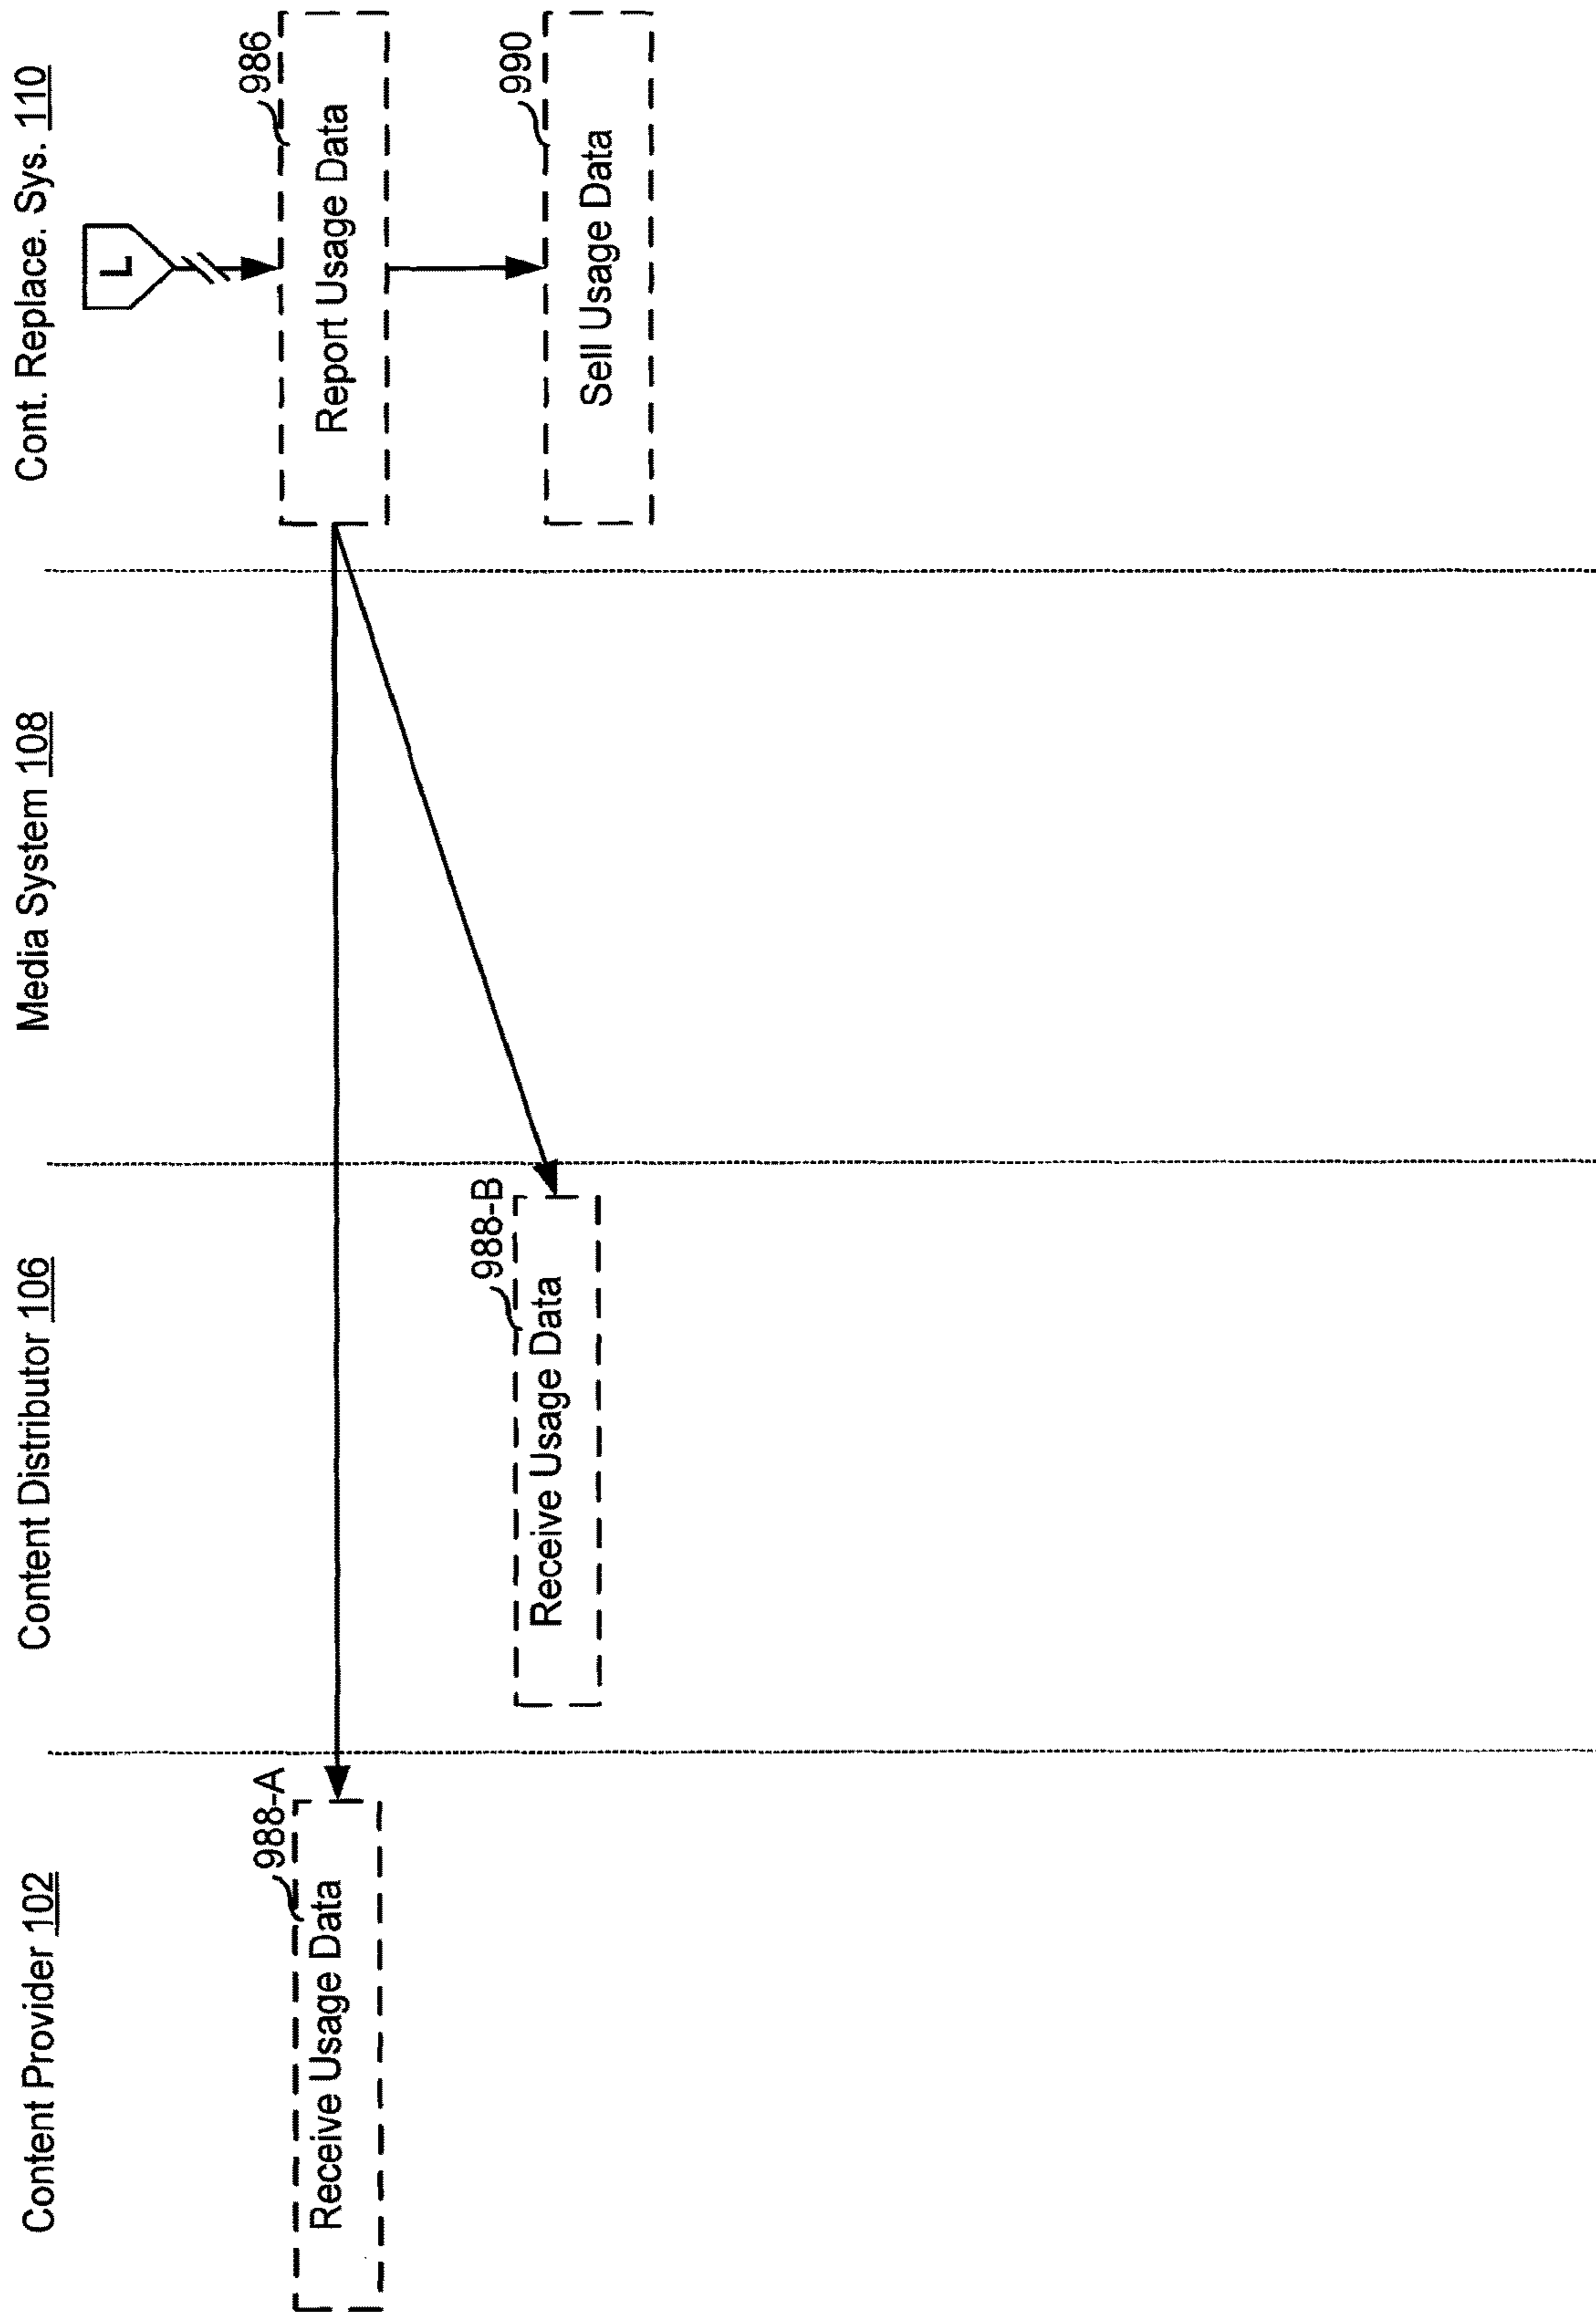 Content Provider 102
Content Distributor 106
Media System 108
Cont. Replace. Sys. 110
L
986
Report Usage Data
988-A
Receive Usage Data
988-B
Receive Usage Data
990
Sell Usage Data